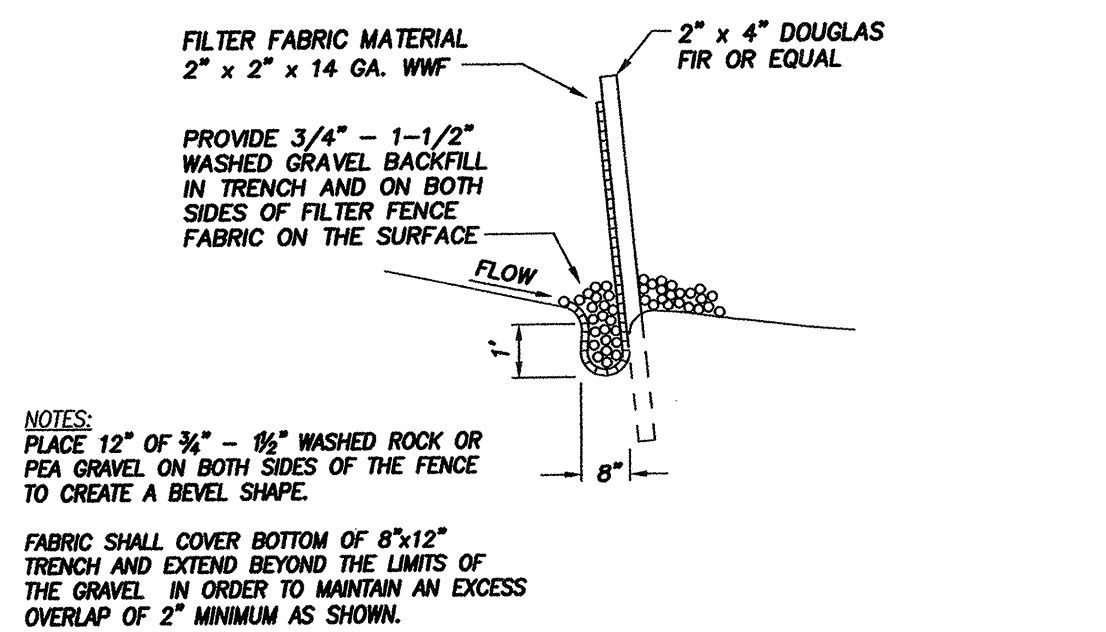 FILTER FABRIC MATERIAL
2" x 2" x 14 GA. WWF
2" x 4" DOUGLAS
FIR OR EQUAL
PROVIDE 3/4" – 1-1/2"
WASHED GRAVEL BACKFILL
IN TRENCH AND ON BOTH
SIDES OF FILTER FENCE
FABRIC ON THE SURFACE
FLOW
1'
8"
NOTES:
PLACE 12" OF ¾" – 1½" WASHED ROCK OR
PEA GRAVEL ON BOTH SIDES OF THE FENCE
TO CREATE A BEVEL SHAPE.
FABRIC SHALL COVER BOTTOM OF 8"x12"
TRENCH AND EXTEND BEYOND THE LIMITS OF
THE GRAVEL IN ORDER TO MAINTAIN AN EXCESS
OVERLAP OF 2" MINIMUM AS SHOWN.